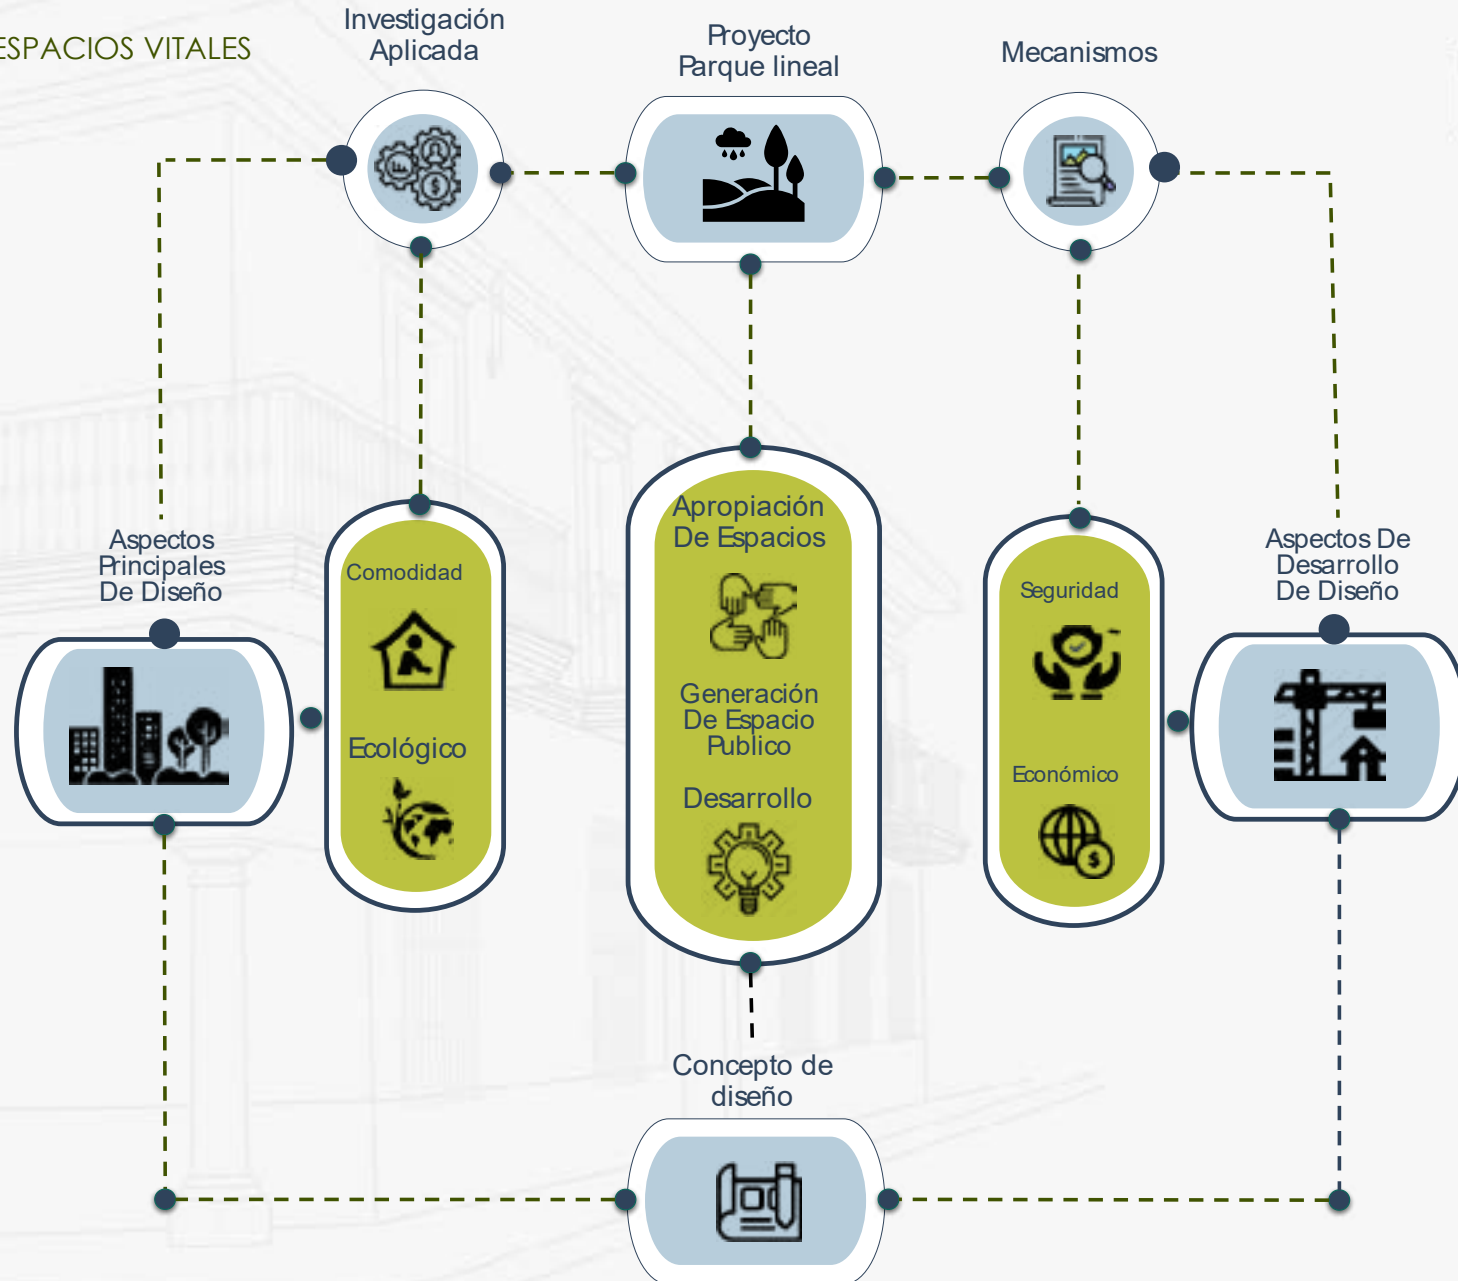 ESPACIOS VITALES
Investigación
Aplicada
Proyecto
Parque lineal
Mecanismos
Aspectos
Principales
De Diseño
Comodidad
Ecológico
Apropiación
De Espacios
Generación
De Espacio
Publico
Desarrollo
Seguridad
Económico
Aspectos De
Desarrollo
De Diseño
Concepto de
diseño